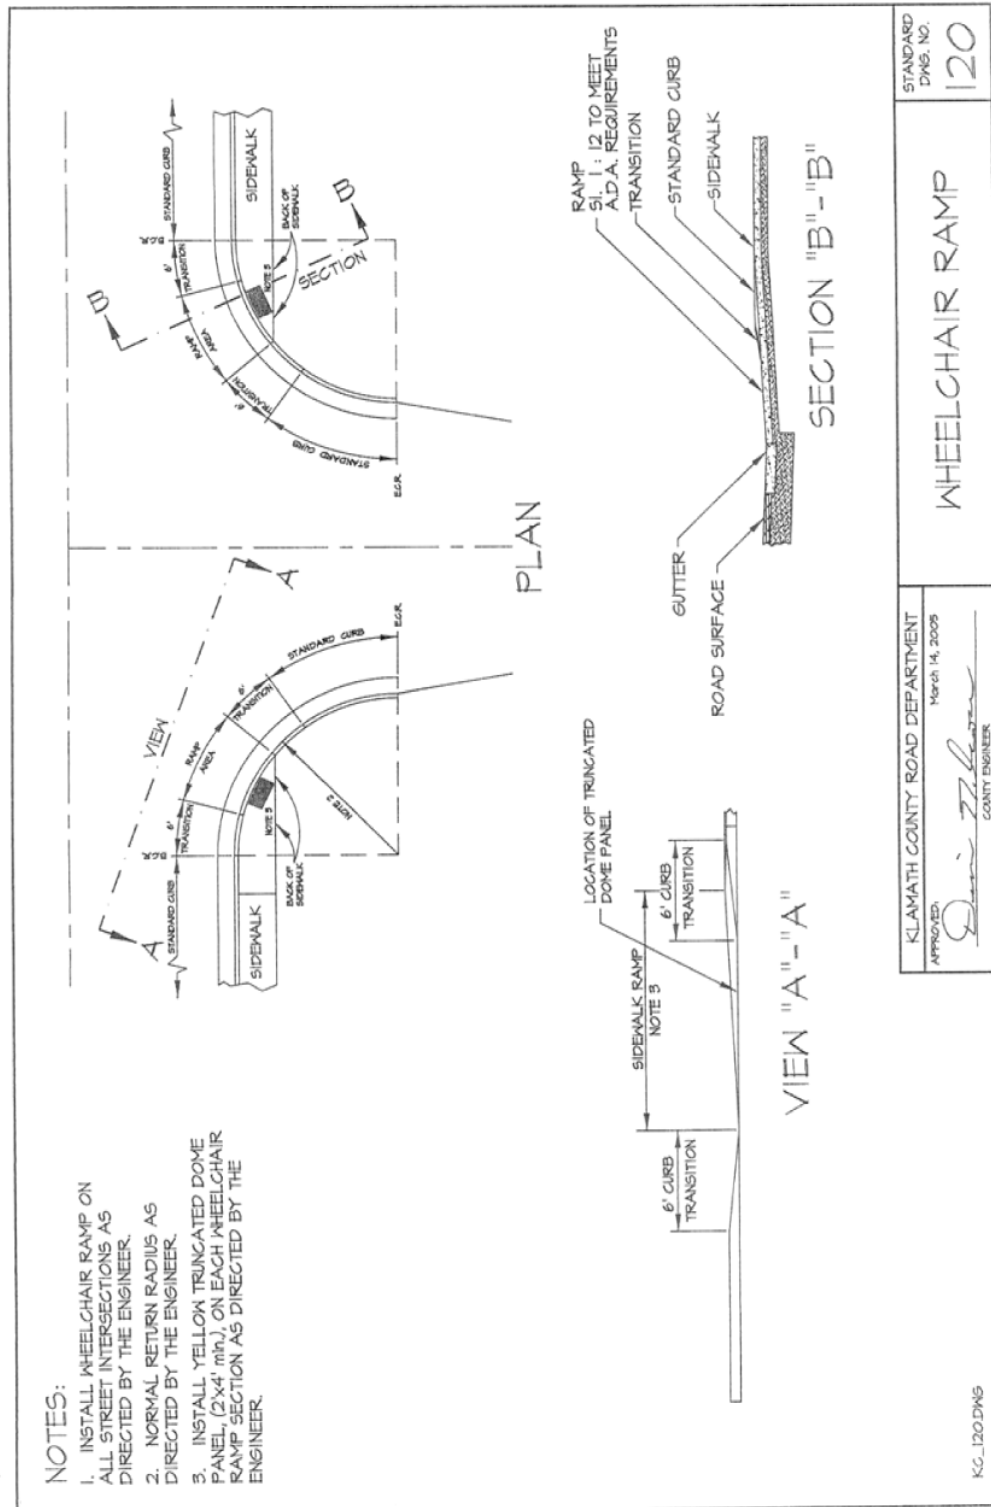 NOTES:
1. INSTALL WHEELCHAIR RAMP ON
ALL STREET INTERSECTIONS AS
DIRECTED BY THE ENGINEER.
2. NORMAL RETURN RADIUS AS
DIRECTED BY THE ENGINEER.
3. INSTALL YELLOW TRUNCATED DOME
PANEL, (2'x4' min.), ON EACH WHEELCHAIR
RAMP SECTION AS DIRECTED BY THE
ENGINEER.
A
VIEW
A
STANDARD CURB
B.C.R.
6'
TRANSITION
RAMP
AREA
6'
TRANSITION
STANDARD CURB
E.C.R.
SIDEWALK
NOTE 3
BACK OF
SIDEWALK
NOTE 2
B
SECTION
B
STANDARD CURB
B.C.R.
6'
TRANSITION
RAMP
AREA
6'
TRANSITION
STANDARD CURB
E.C.R.
SIDEWALK
NOTE 3
BACK OF
SIDEWALK
PLAN
6' CURB
TRANSITION
SIDEWALK RAMP
NOTE 3
6' CURB
TRANSITION
LOCATION OF TRUNCATED
DOME PANEL
VIEW "A"-"A"
ROAD SURFACE
GUTTER
RAMP
Sl. 1 : 12 TO MEET
A.D.A. REQUIREMENTS
TRANSITION
STANDARD CURB
SIDEWALK
SECTION "B"-"B"
KC_120.DWG
KLAMATH COUNTY ROAD DEPARTMENT
APPROVED:
March 14, 2005
COUNTY ENGINEER
WHEELCHAIR RAMP
STANDARD
DWG. NO.
120